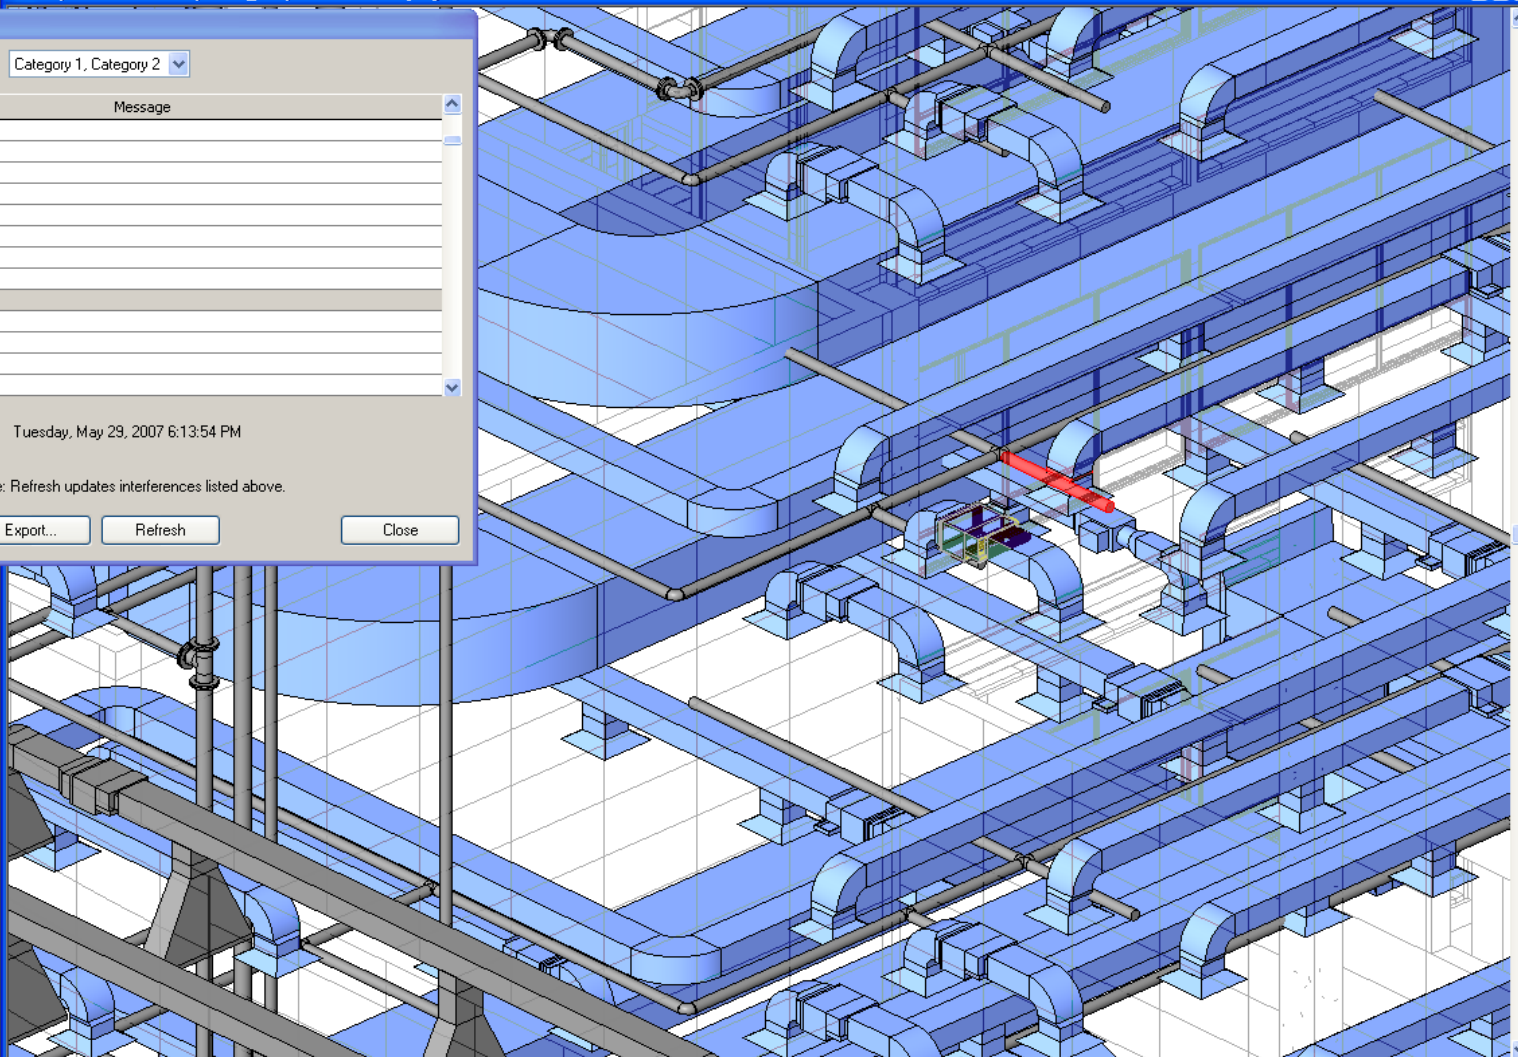 Category 1, Category 2
Message
Tuesday, May 29, 2007 6:13:54 PM
: Refresh updates interferences listed above.
Export...
Refresh
Close